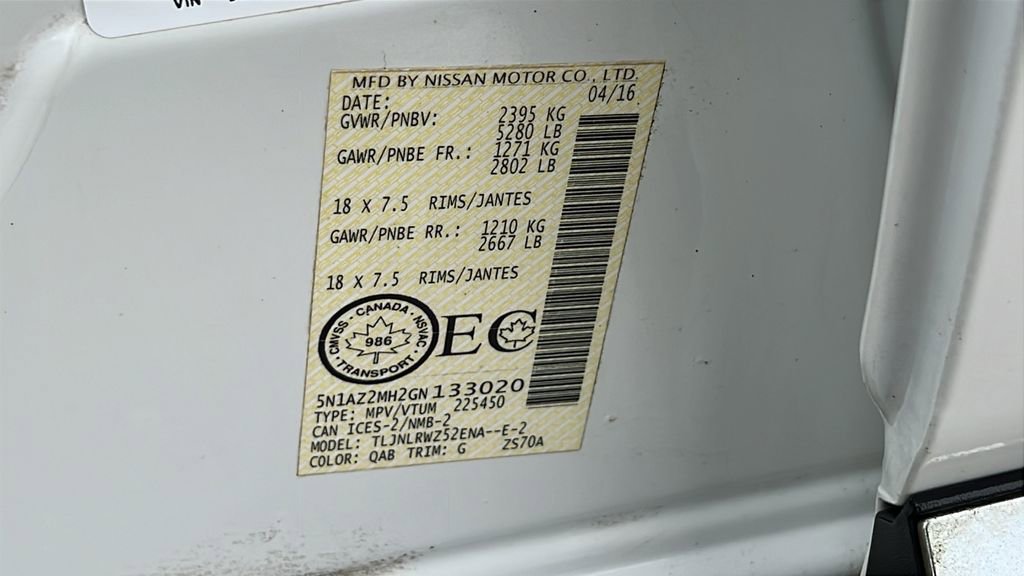 VIN
MFD BY NISSAN MOTOR CO., LTD.
DATE: 04/16
GVWR/PNBV: 2395 KG
5280 LB
GAWR/PNBE FR.: 1271 KG
2802 LB
18 X 7.5 RIMS/JANTES
GAWR/PNBE RR.: 1210 KG
2667 LB
18 X 7.5 RIMS/JANTES
CMVSS - CANADA - NSVAC
986
TRANSPORT
EC
5N1AZ2MH2GN133020
TYPE: MPV/VTUM 225450
CAN ICES-2/NMB-2
MODEL: TLJNLRWZ52ENA--E-2
COLOR: QAB TRIM: G ZS70A